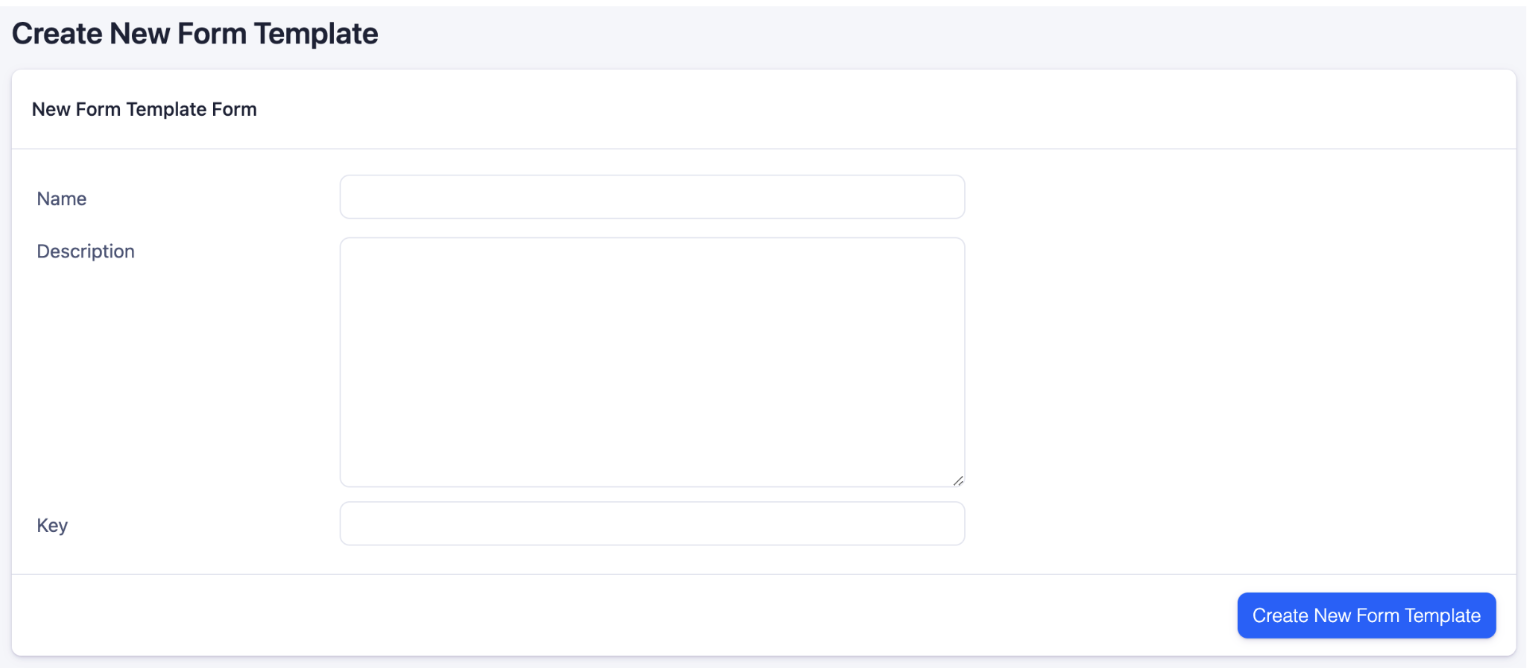 Create New Form Template
New Form Template Form
Name
Description
Key
Create New Form Template